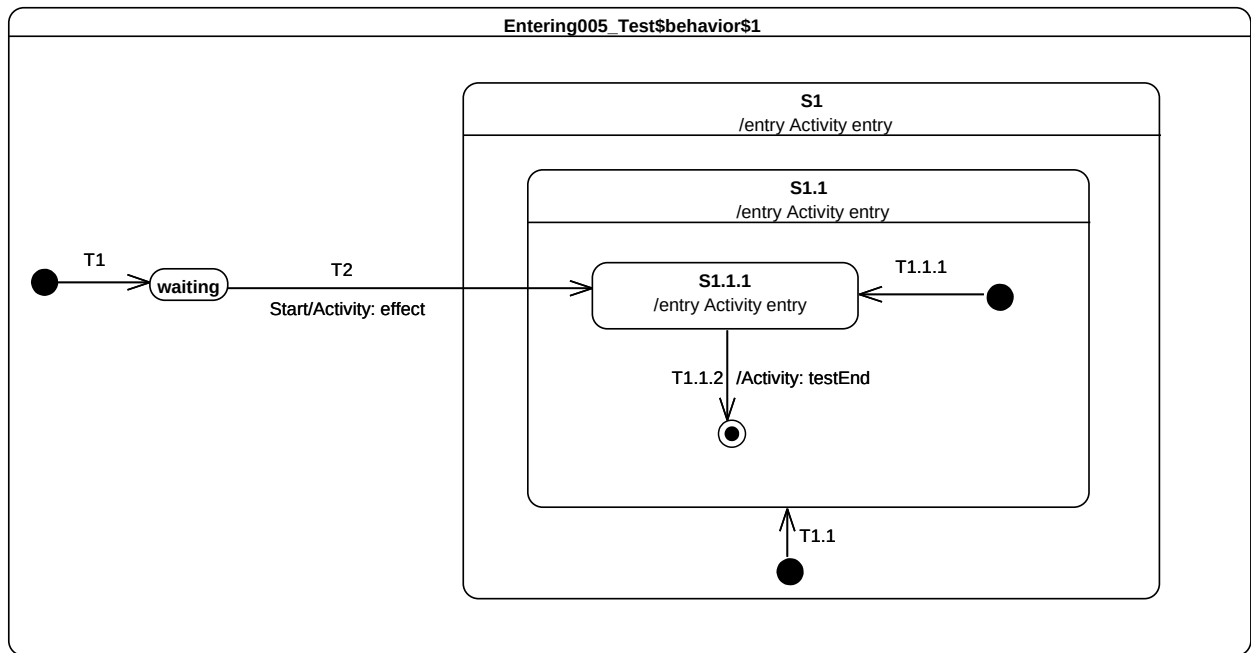 Entering005_Test$behavior$1
S1
/entry Activity entry
S1.1
/entry Activity entry
T1
waiting
T2
Start/Activity: effect
S1.1.1
/entry Activity entry
T1.1.1
T1.1.2 /Activity: testEnd
T1.1